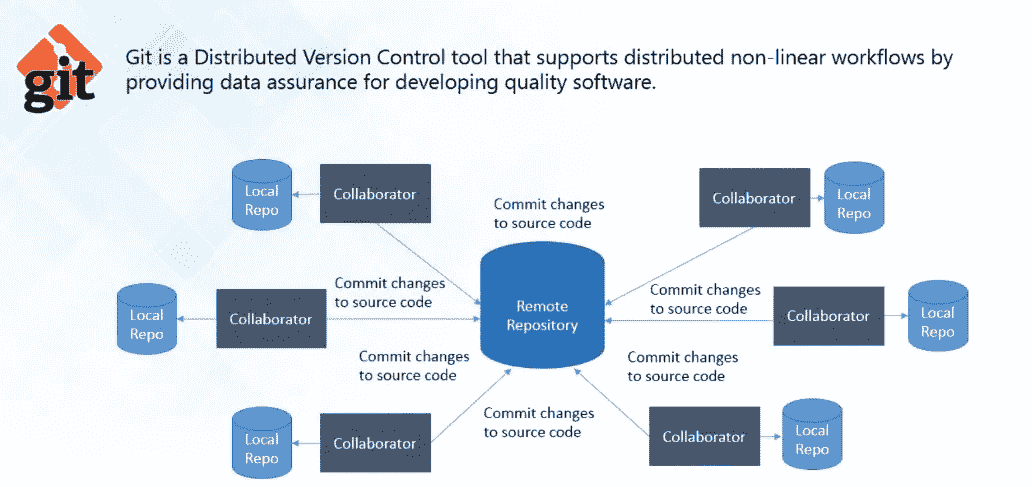 git
Git is a Distributed Version Control tool that supports distributed non-linear workflows by
providing data assurance for developing quality software.
Local
Repo
Collaborator
Commit changes
to source code
Collaborator
Local
Repo
Local
Repo
Collaborator
Commit changes
to source code
Remote
Repository
Commit changes
to source code
Collaborator
Local
Repo
Commit changes
to source code
Commit changes
to source code
Local
Repo
Collaborator
Commit changes
to source code
Collaborator
Local
Repo